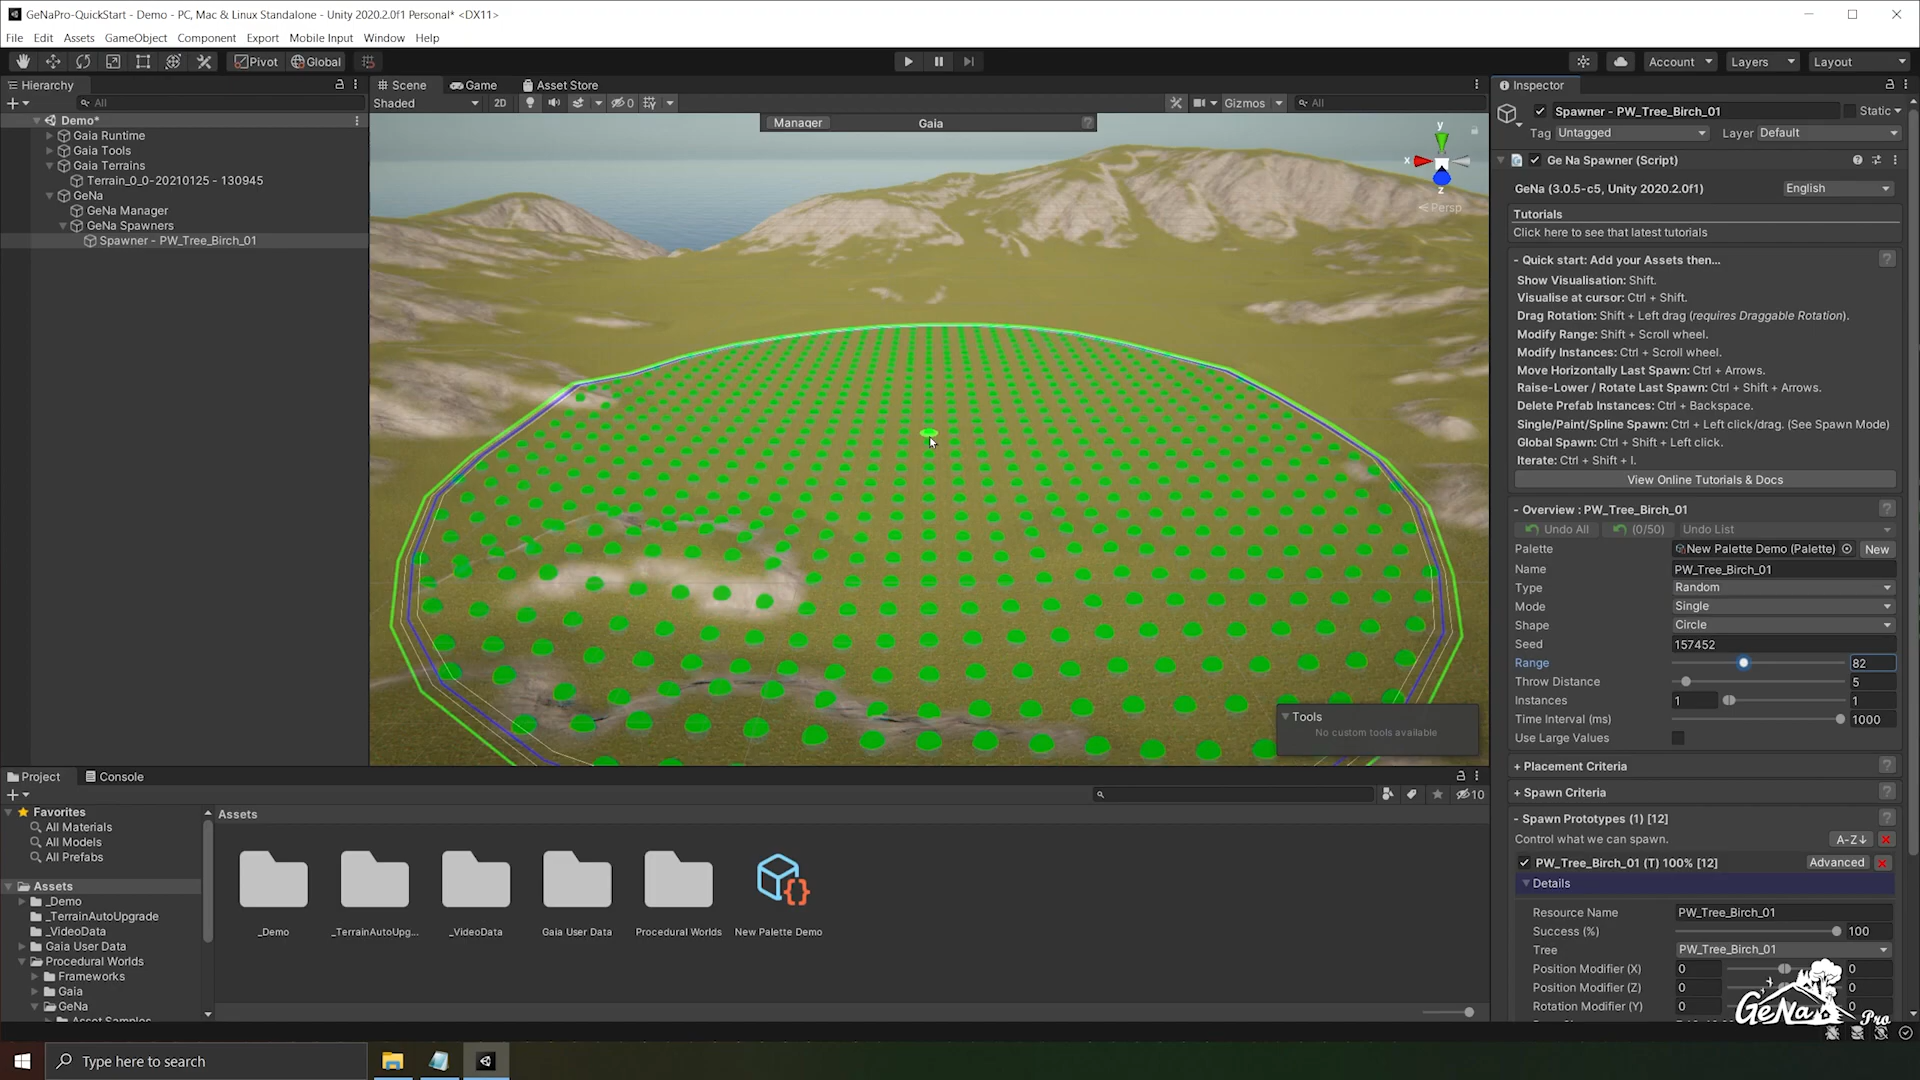 GeNaPro-QuickStart - Demo - PC, Mac & Linux Standalone - Unity 2020.2.0f1 Personal* <DX11>
File Edit Assets GameObject Component Export Mobile Input Window Help
Pivot Global Account Layers Layout
Hierarchy
All
Demo*
Gaia Runtime
Gaia Tools
Gaia Terrains
Terrain_0_0-20210125 - 130945
GeNa
GeNa Manager
GeNa Spawners
Spawner - PW_Tree_Birch_01
Scene Game Asset Store
Shaded 2D 0 Gizmos All
Manager Gaia
y
x
z
Persp
Tools
No custom tools available
Inspector
Spawner - PW_Tree_Birch_01 Static
Tag Untagged Layer Default
Ge Na Spawner (Script)
GeNa (3.0.5-c5, Unity 2020.2.0f1) English
Tutorials
Click here to see that latest tutorials
- Quick start: Add your Assets then... ?
Show Visualisation: Shift.
Visualise at cursor: Ctrl + Shift.
Drag Rotation: Shift + Left drag (requires Draggable Rotation).
Modify Range: Shift + Scroll wheel.
Modify Instances: Ctrl + Scroll wheel.
Move Horizontally Last Spawn: Ctrl + Arrows.
Raise-Lower / Rotate Last Spawn: Ctrl + Shift + Arrows.
Delete Prefab Instances: Ctrl + Backspace.
Single/Paint/Spline Spawn: Ctrl + Left click/drag. (See Spawn Mode)
Global Spawn: Ctrl + Shift + Left click.
Iterate: Ctrl + Shift + I.
View Online Tutorials & Docs
- Overview : PW_Tree_Birch_01 ?
Undo All (0/50) Undo List
Palette New Palette Demo (Palette) New
Name PW_Tree_Birch_01
Type Random
Mode Single
Shape Circle
Seed 157452
Range 82
Throw Distance 5
Instances 1 1
Time Interval (ms) 1000
Use Large Values
+ Placement Criteria ?
+ Spawn Criteria ?
- Spawn Prototypes (1) [12] ?
Control what we can spawn. A-Z↓
PW_Tree_Birch_01 (T) 100% [12] Advanced
Details
Resource Name PW_Tree_Birch_01
Success (%) 100
Tree PW_Tree_Birch_01
Position Modifier (X) 0 0
Position Modifier (Z) 0 0
Rotation Modifier (Y) 0 0
GeNa Pro
Project Console
10
Favorites
All Materials
All Models
All Prefabs
Assets
_Demo
_TerrainAutoUpgrade
_VideoData
Gaia User Data
Procedural Worlds
Frameworks
Gaia
GeNa
Asset Samples
Assets
_Demo _TerrainAutoUpg... _VideoData Gaia User Data Procedural Worlds New Palette Demo
Type here to search